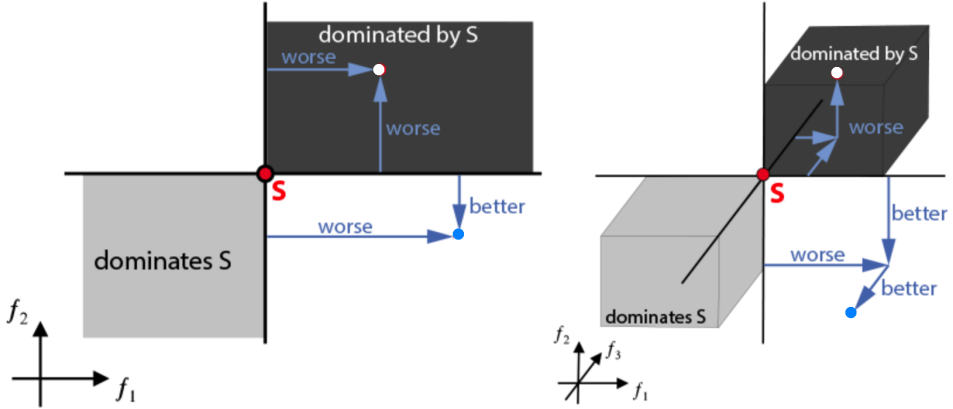 dominated by S
worse
worse
S
better
worse
dominates S
f₂
f₁
dominated by S
worse
S
better
worse
better
dominates S
f₂
f₃
f₁